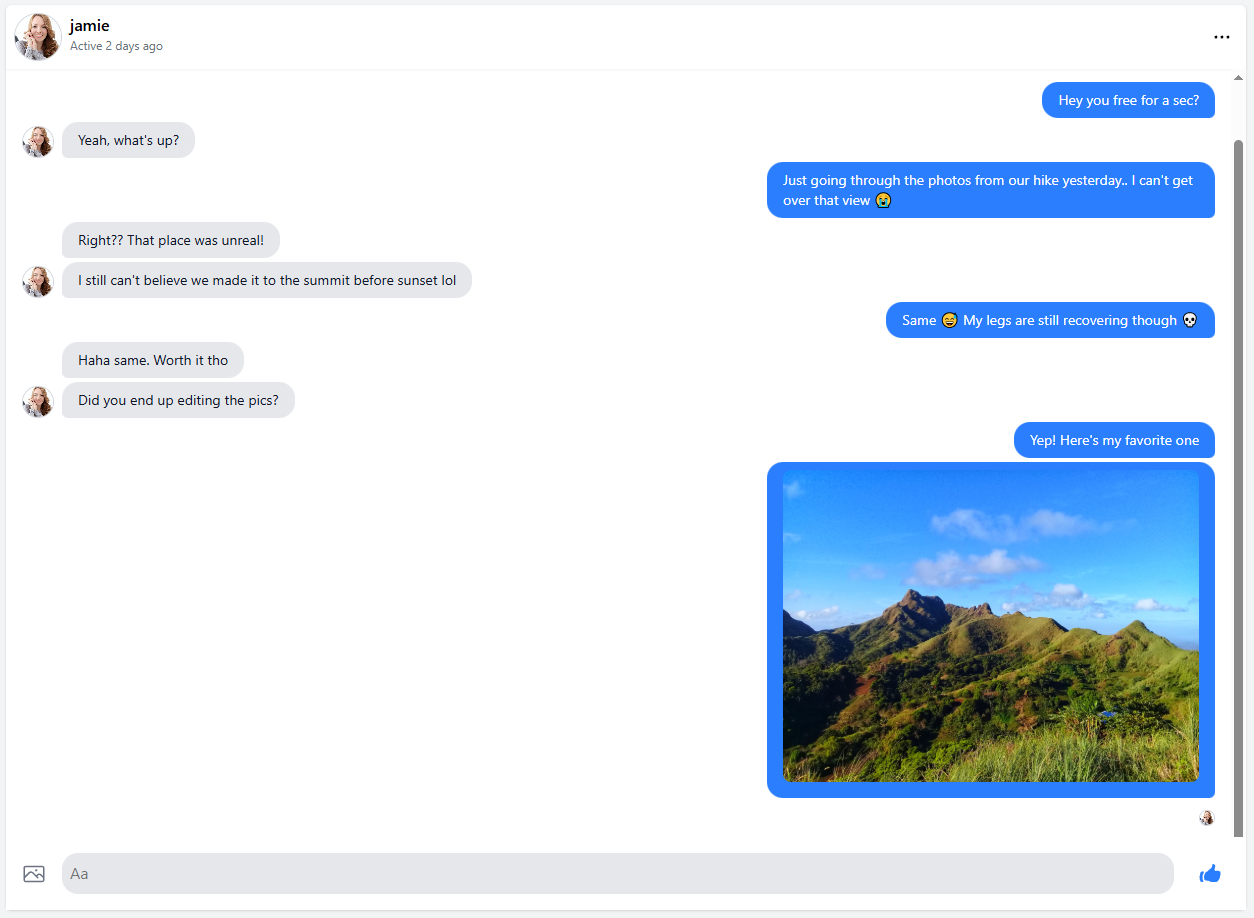 jamie
Active 2 days ago
Hey you free for a sec?
Yeah, what's up?
Just going through the photos from our hike yesterday.. I can't get
over that view 😭
Right?? That place was unreal!
I still can't believe we made it to the summit before sunset lol
Same 😅 My legs are still recovering though 💀
Haha same. Worth it tho
Did you end up editing the pics?
Yep! Here's my favorite one
Aa